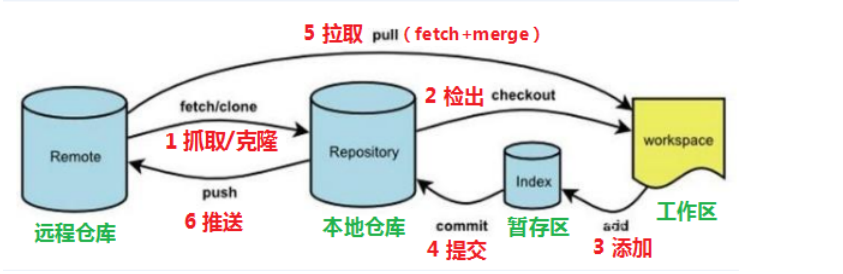 5 拉取 pull（fetch+merge）
fetch/clone
2 检出 checkout
1 抓取/克隆
Remote
Repository
workspace
Index
push
6 推送
commit
add
远程仓库
本地仓库
暂存区
工作区
4 提交
3 添加